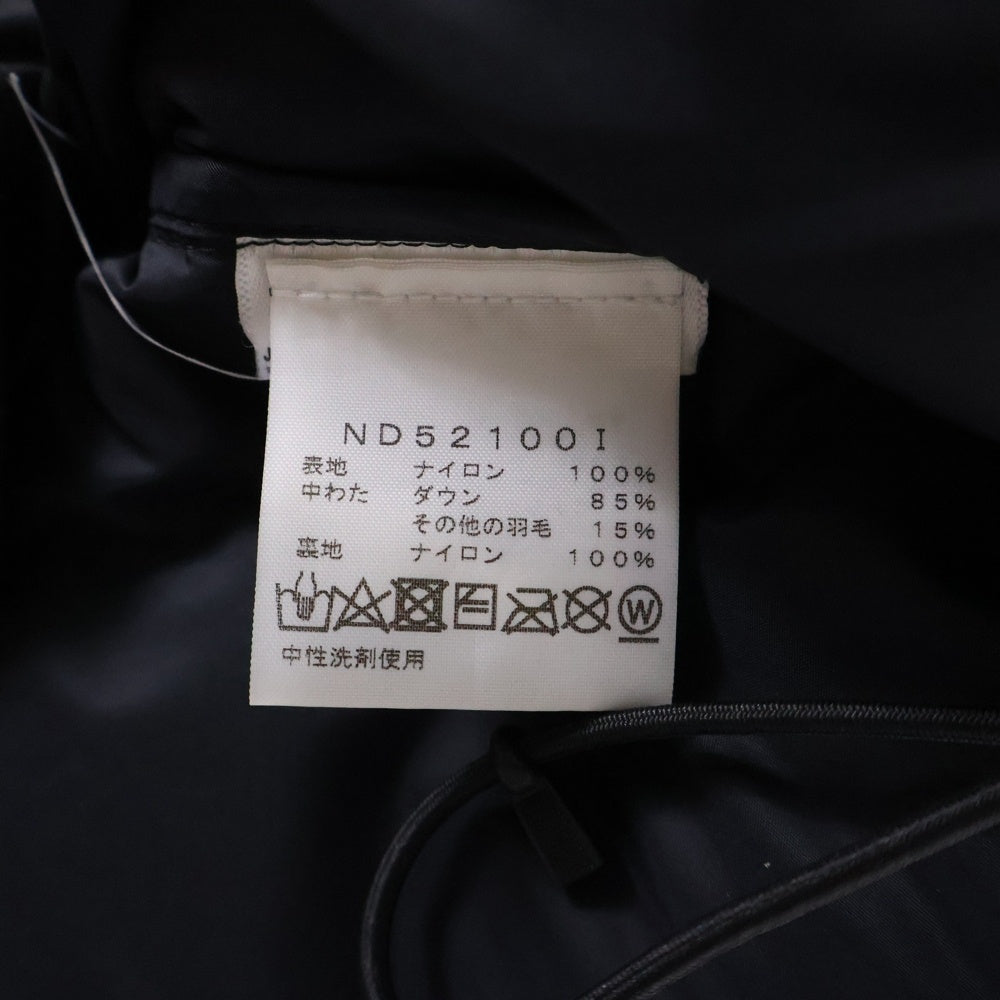 ND52100I
表地 ナイロン 100%
中わた ダウン 85%
その他の羽毛 15%
裏地 ナイロン 100%
W
中性洗剤使用